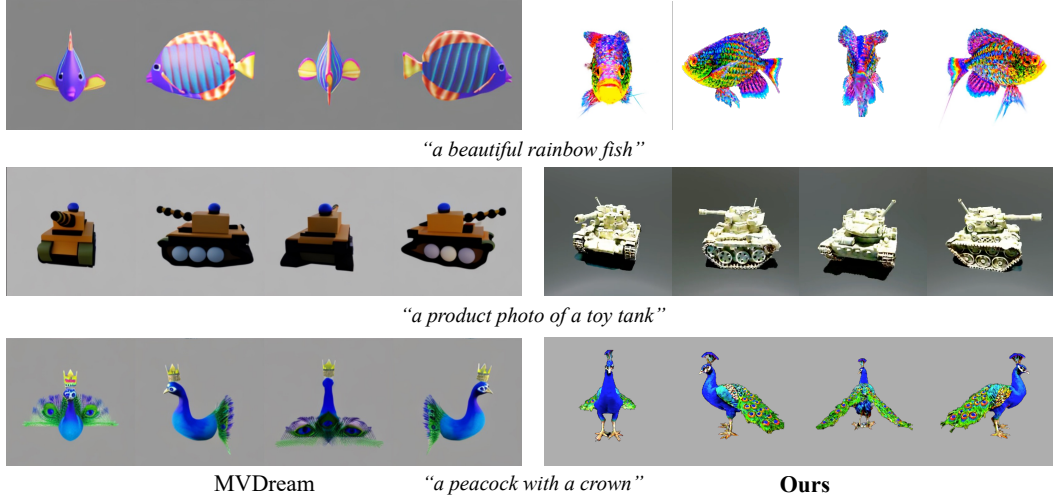 “a beautiful rainbow fish”
“a product photo of a toy tank”
MVDream “a peacock with a crown” Ours